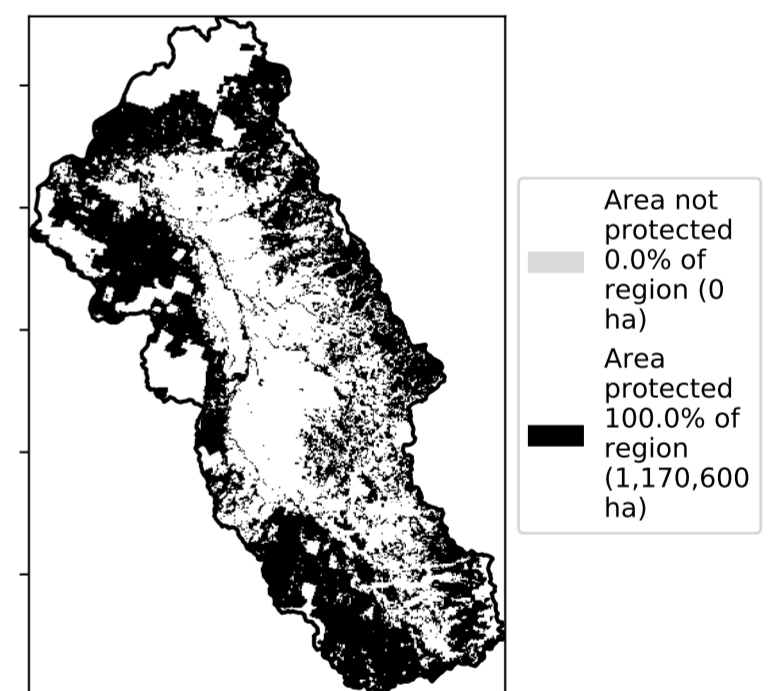 Area not
protected
0.0% of
region (0
ha)
Area
protected
100.0% of
region
(1,170,600
ha)